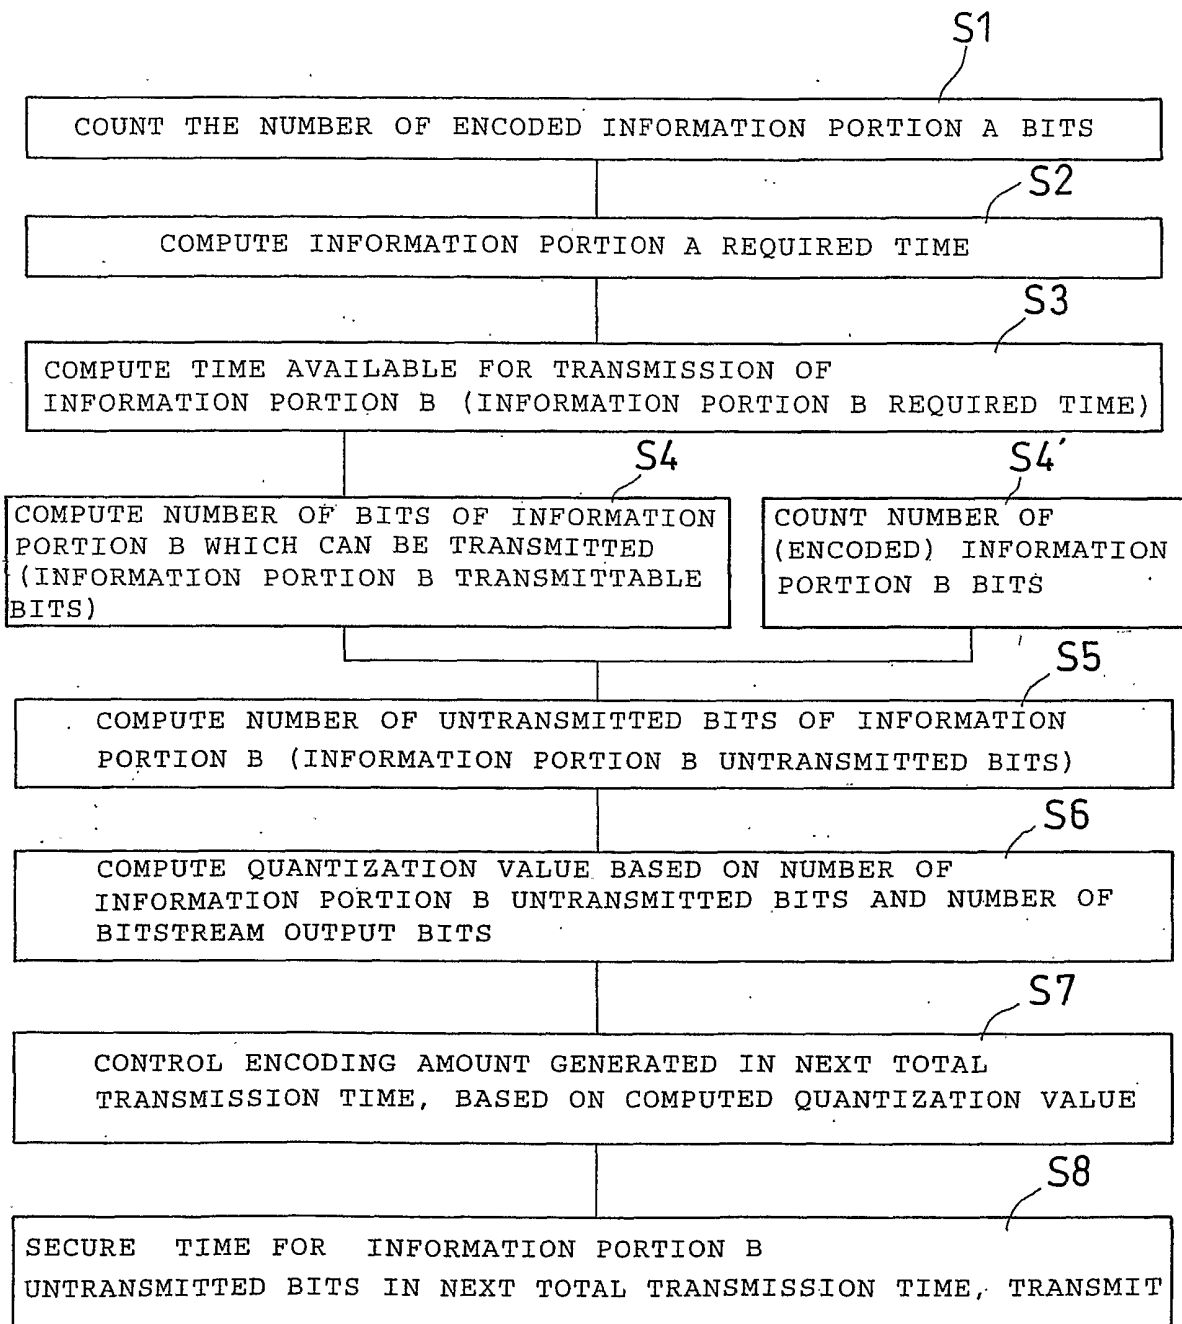 S1
COUNT THE NUMBER OF ENCODED INFORMATION PORTION A BITS
S2
COMPUTE INFORMATION PORTION A REQUIRED TIME
S3
COMPUTE TIME AVAILABLE FOR TRANSMISSION OF
INFORMATION PORTION B (INFORMATION PORTION B REQUIRED TIME)
S4
COMPUTE NUMBER OF BITS OF INFORMATION
PORTION B WHICH CAN BE TRANSMITTED
(INFORMATION PORTION B TRANSMITTABLE
BITS)
S4'
COUNT NUMBER OF
(ENCODED) INFORMATION
PORTION B BITS
S5
COMPUTE NUMBER OF UNTRANSMITTED BITS OF INFORMATION
PORTION B (INFORMATION PORTION B UNTRANSMITTED BITS)
S6
COMPUTE QUANTIZATION VALUE BASED ON NUMBER OF
INFORMATION PORTION B UNTRANSMITTED BITS AND NUMBER OF
BITSTREAM OUTPUT BITS
S7
CONTROL ENCODING AMOUNT GENERATED IN NEXT TOTAL
TRANSMISSION TIME, BASED ON COMPUTED QUANTIZATION VALUE
S8
SECURE TIME FOR INFORMATION PORTION B
UNTRANSMITTED BITS IN NEXT TOTAL TRANSMISSION TIME, TRANSMIT